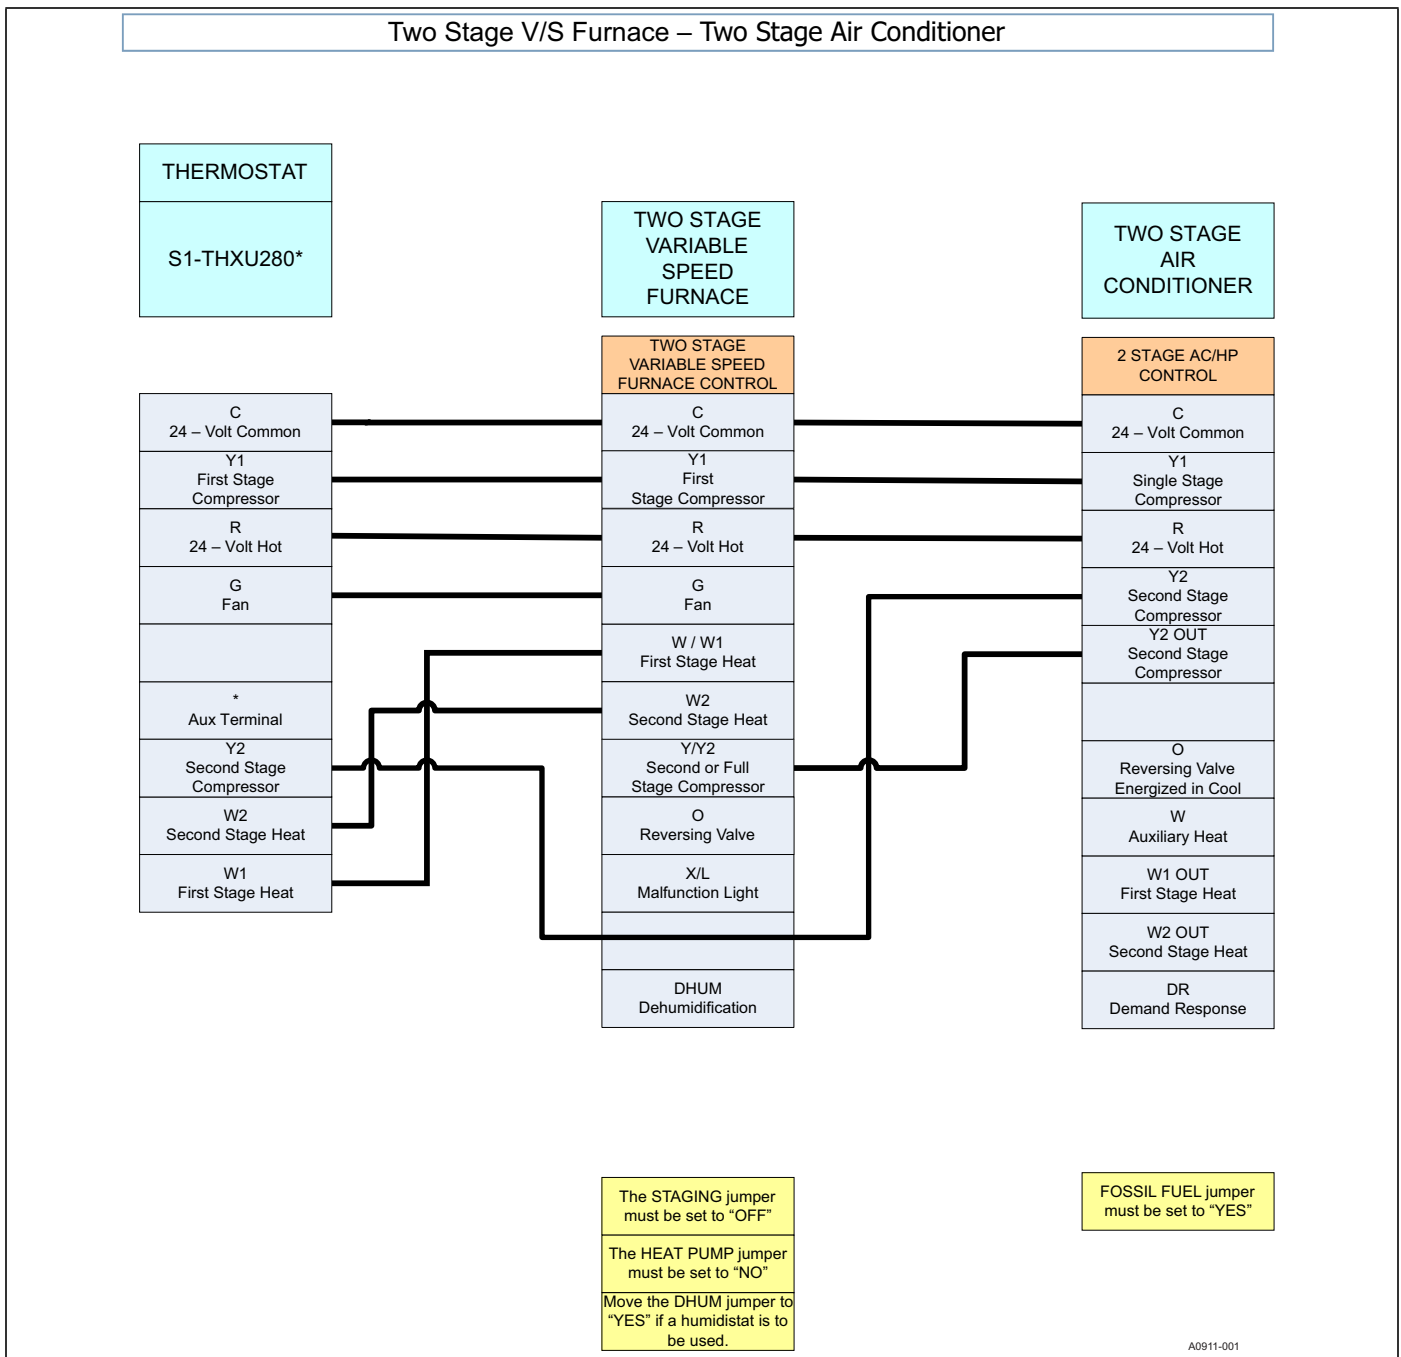 Two Stage V/S Furnace – Two Stage Air Conditioner
THERMOSTAT
S1-THXU280*
C
24 – Volt Common
Y1
First Stage
Compressor
R
24 – Volt Hot
G
Fan
*
Aux Terminal
Y2
Second Stage
Compressor
W2
Second Stage Heat
W1
First Stage Heat
TWO STAGE
VARIABLE
SPEED
FURNACE
TWO STAGE
VARIABLE SPEED
FURNACE CONTROL
C
24 – Volt Common
Y1
First
Stage Compressor
R
24 – Volt Hot
G
Fan
W / W1
First Stage Heat
W2
Second Stage Heat
Y/Y2
Second or Full
Stage Compressor
O
Reversing Valve
X/L
Malfunction Light
DHUM
Dehumidification
The STAGING jumper
must be set to “OFF”
The HEAT PUMP jumper
must be set to “NO”
Move the DHUM jumper to
“YES” if a humidistat is to
be used.
TWO STAGE
AIR
CONDITIONER
2 STAGE AC/HP
CONTROL
C
24 – Volt Common
Y1
Single Stage
Compressor
R
24 – Volt Hot
Y2
Second Stage
Compressor
Y2 OUT
Second Stage
Compressor
O
Reversing Valve
Energized in Cool
W
Auxiliary Heat
W1 OUT
First Stage Heat
W2 OUT
Second Stage Heat
DR
Demand Response
FOSSIL FUEL jumper
must be set to “YES”
A0911-001